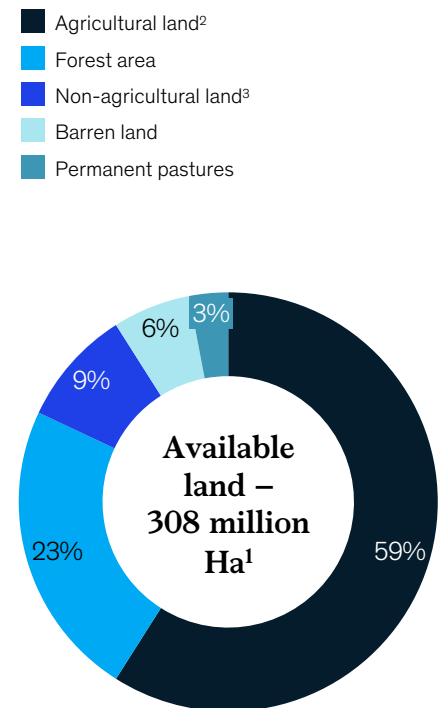 Agricultural land²
Forest area
Non-agricultural land³
Barren land
Permanent pastures
3%
6%
9%
Available
land –
308 million
Ha¹
23%
59%